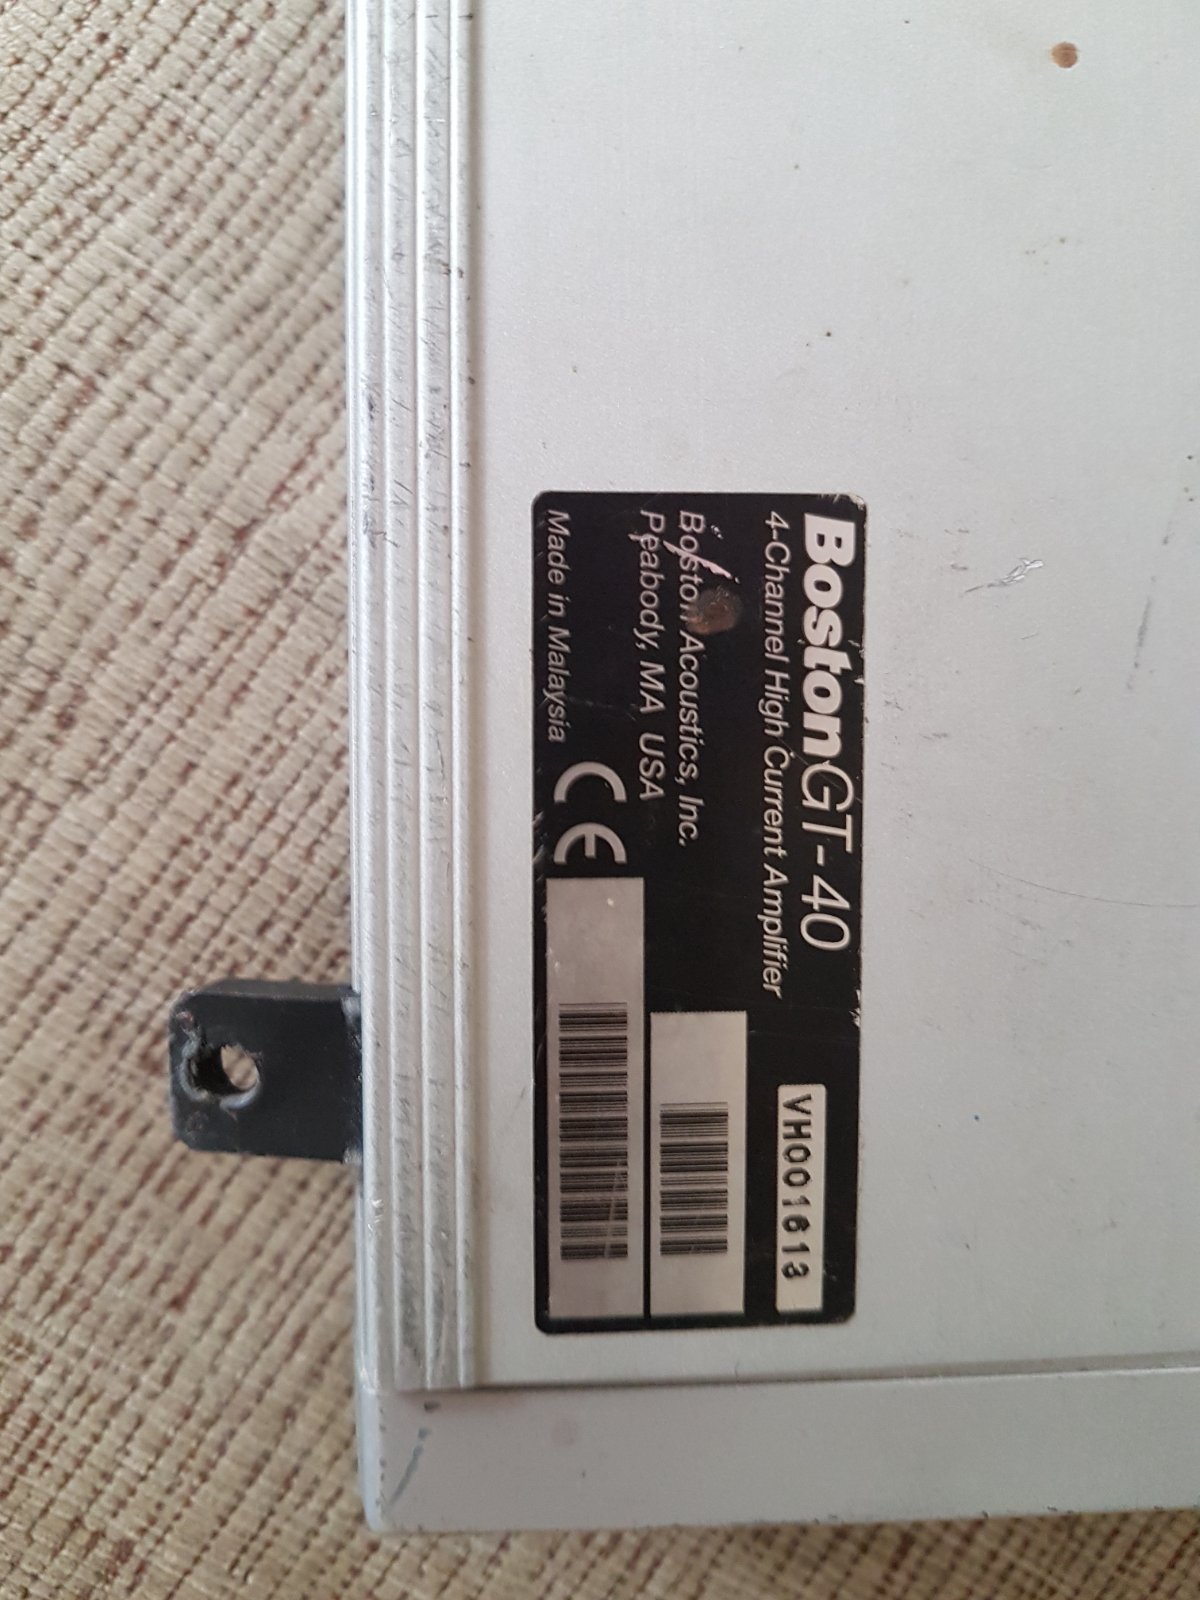 BostonGT-40
4-Channel High Current Amplifier
VH001613
Boston Acoustics, Inc.
Peabody, MA USA
Made in Malaysia
CE